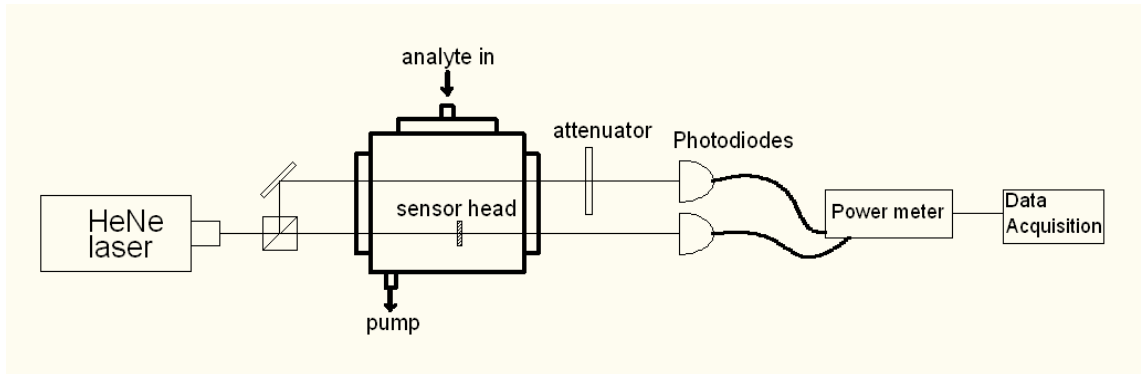 analyte in
attenuator
Photodiodes
HeNe
laser
sensor head
Power meter
Data
Acquisition
pump